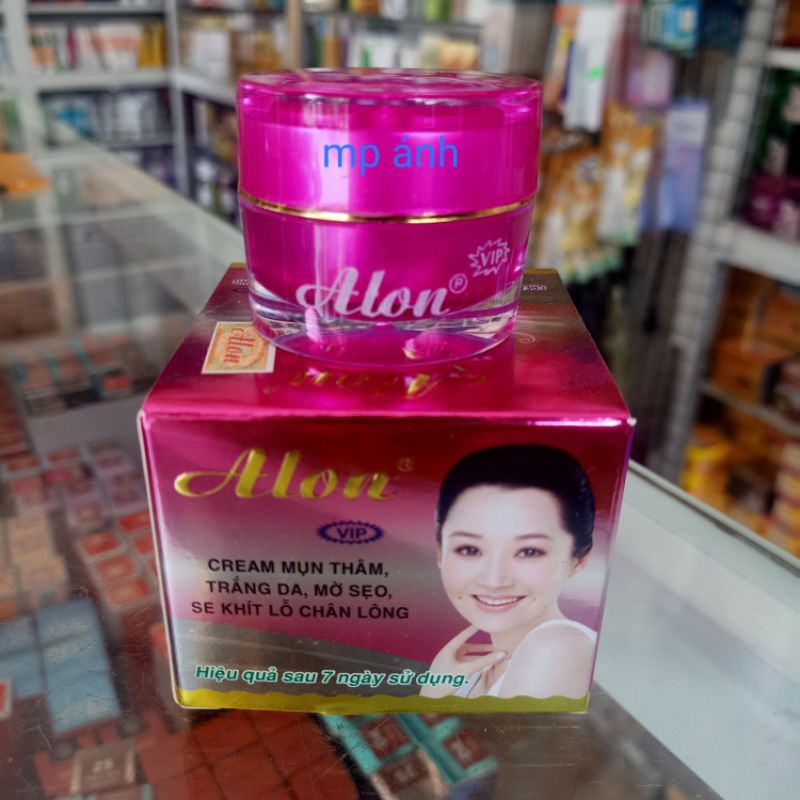 mp ánh
VIP
Alon®
Alon
Alon®
VIP
CREAM MỤN THÂM,
TRẮNG DA, MỜ SẸO,
SE KHÍT LỖ CHÂN LÔNG
Hiệu quả sau 7 ngày sử dụng.